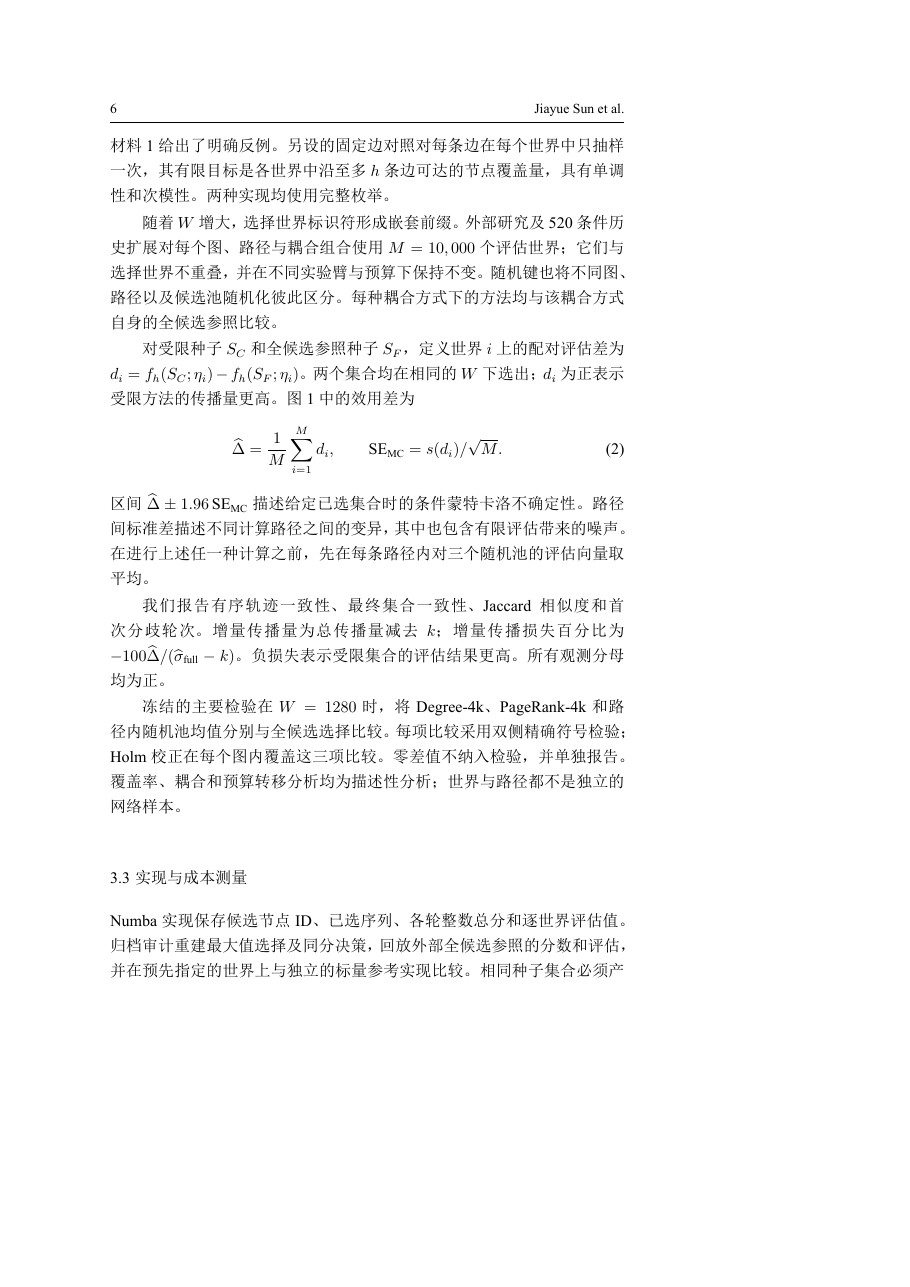 6 Jiayue Sun et al.
材料 1 给出了明确反例。另设的固定边对照对每条边在每个世界中只抽样
一次，其有限目标是各世界中沿至多 h 条边可达的节点覆盖量，具有单调
性和次模性。两种实现均使用完整枚举。
随着 W 增大，选择世界标识符形成嵌套前缀。外部研究及 520 条件历
史扩展对每个图、路径与耦合组合使用 M = 10,000 个评估世界；它们与
选择世界不重叠，并在不同实验臂与预算下保持不变。随机键也将不同图、
路径以及候选池随机化彼此区分。每种耦合方式下的方法均与该耦合方式
自身的全候选参照比较。
对受限种子 S_C 和全候选参照种子 S_F，定义世界 i 上的配对评估差为
d_i = f_h(S_C; η_i) − f_h(S_F; η_i)。两个集合均在相同的 W 下选出；d_i 为正表示
受限方法的传播量更高。图 1 中的效用差为
Δ̂ = \frac{1}{M} \sum_{i=1}^{M} d_i, SE_MC = s(d_i)/√M. (2)
区间 Δ̂ ± 1.96 SE_MC 描述给定已选集合时的条件蒙特卡洛不确定性。路径
间标准差描述不同计算路径之间的变异，其中也包含有限评估带来的噪声。
在进行上述任一种计算之前，先在每条路径内对三个随机池的评估向量取
平均。
我们报告有序轨迹一致性、最终集合一致性、Jaccard 相似度和首
次分歧轮次。增量传播量为总传播量减去 k；增量传播损失百分比为
−100Δ̂/(σ̂_full − k)。负损失表示受限集合的评估结果更高。所有观测分母
均为正。
冻结的主要检验在 W = 1280 时，将 Degree-4k、PageRank-4k 和路
径内随机池均值分别与全候选选择比较。每项比较采用双侧精确符号检验；
Holm 校正在每个图内覆盖这三项比较。零差值不纳入检验，并单独报告。
覆盖率、耦合和预算转移分析均为描述性分析；世界与路径都不是独立的
网络样本。
3.3 实现与成本测量
Numba 实现保存候选节点 ID、已选序列、各轮整数总分和逐世界评估值。
归档审计重建最大值选择及同分决策，回放外部全候选参照的分数和评估，
并在预先指定的世界上与独立的标量参考实现比较。相同种子集合必须产